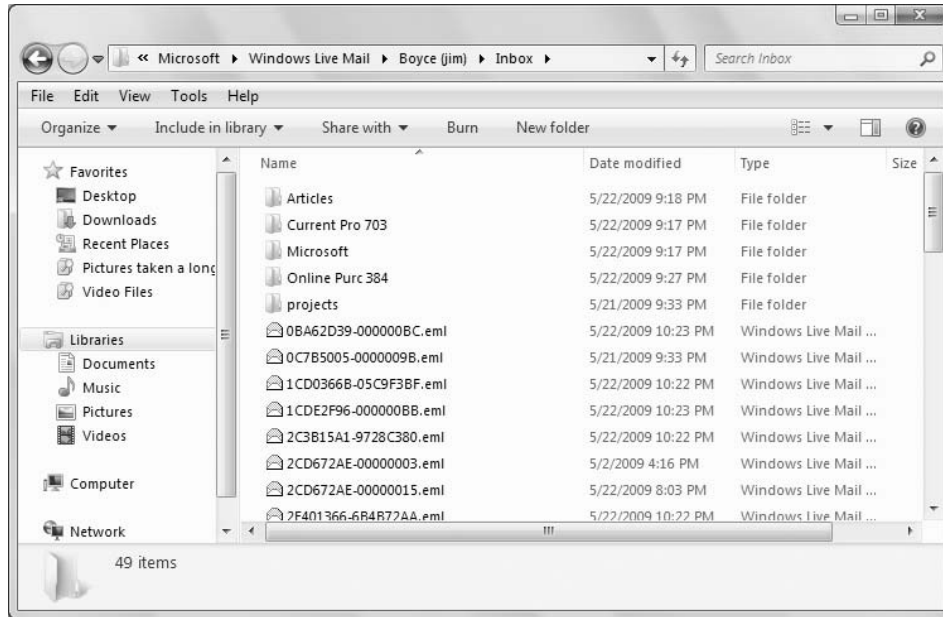 « Microsoft ▸ Windows Live Mail ▸ Boyce (jim) ▸ Inbox ▸ Search Inbox
File Edit View Tools Help
Organize ▾ Include in library ▾ Share with ▾ Burn New folder
Name Date modified Type Size
Favorites
Desktop
Downloads
Recent Places
Pictures taken a long
Video Files
Libraries
Documents
Music
Pictures
Videos
Computer
Network
Articles 5/22/2009 9:18 PM File folder
Current Pro 703 5/22/2009 9:17 PM File folder
Microsoft 5/22/2009 9:17 PM File folder
Online Purc 384 5/22/2009 9:27 PM File folder
projects 5/21/2009 9:33 PM File folder
0BA62D39-000000BC.eml 5/22/2009 10:23 PM Windows Live Mail ...
0C7B5005-0000009B.eml 5/21/2009 9:33 PM Windows Live Mail ...
1CD0366B-05C9F3BF.eml 5/22/2009 10:22 PM Windows Live Mail ...
1CDE2F96-000000BB.eml 5/22/2009 10:23 PM Windows Live Mail ...
2C3B15A1-9728C380.eml 5/22/2009 10:22 PM Windows Live Mail ...
2CD672AE-00000003.eml 5/2/2009 4:16 PM Windows Live Mail ...
2CD672AE-00000015.eml 5/22/2009 8:03 PM Windows Live Mail ...
2F401366-6B4B72AA.eml 5/22/2009 10:22 PM Windows Live Mail ...
49 items